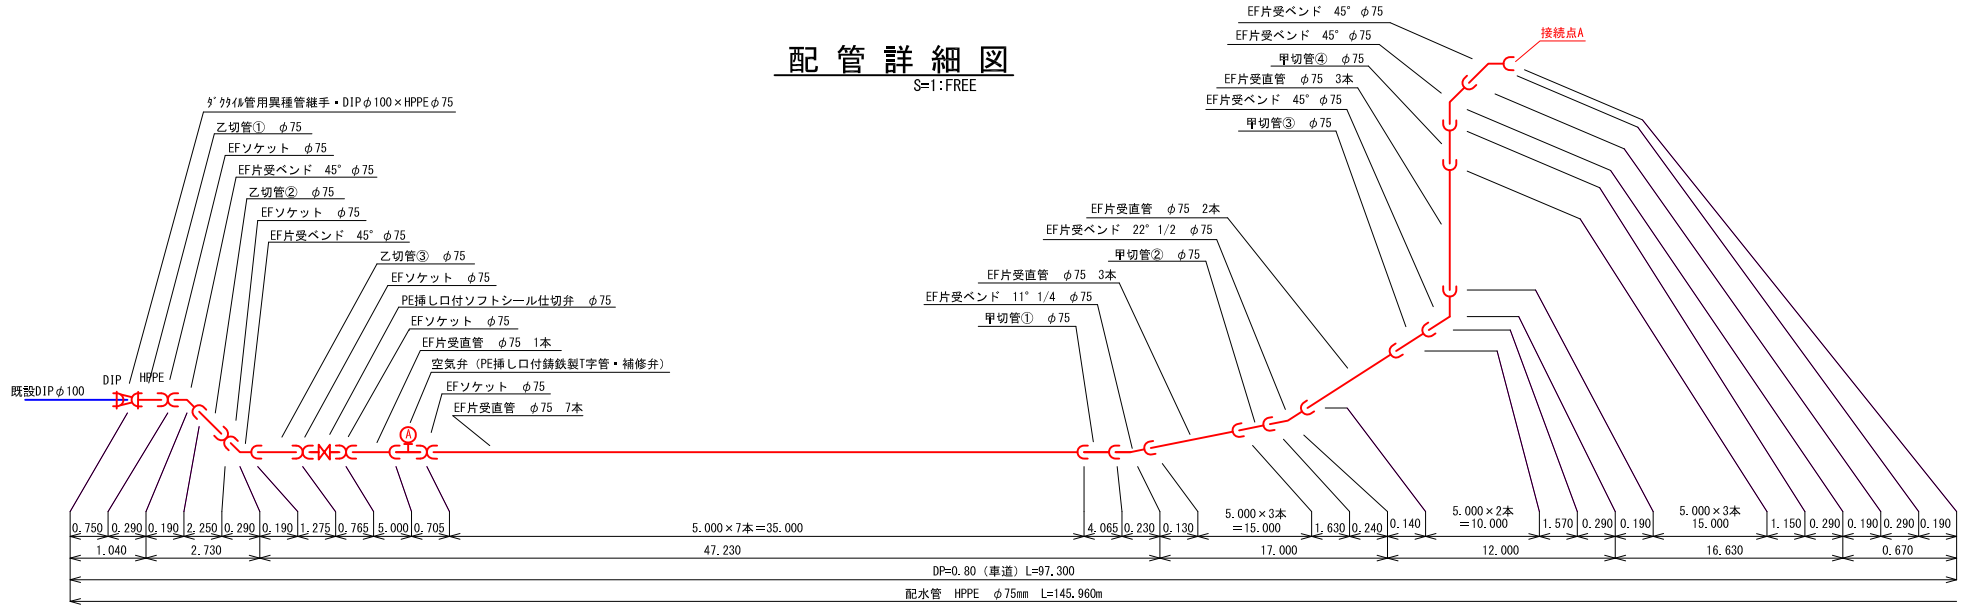 配管詳細図
S=1:FREE
ﾀﾞｸﾀｲﾙ管用異種管継手・DIPφ100×HPPEφ75
乙切管① φ75
EFソケット φ75
EF片受ベンド 45° φ75
乙切管② φ75
EFソケット φ75
EF片受ベンド 45° φ75
乙切管③ φ75
EFソケット φ75
PE挿し口付ソフトシール仕切弁 φ75
EFソケット φ75
EF片受直管 φ75 1本
空気弁（PE挿し口付鋳鉄製T字管・補修弁）
EFソケット φ75
EF片受直管 φ75 7本
既設DIPφ100
DIP
HPPE
A
EF片受直管 φ75 2本
EF片受ベンド 22° 1/2 φ75
甲切管② φ75
EF片受直管 φ75 3本
EF片受ベンド 11° 1/4 φ75
甲切管① φ75
EF片受ベンド 45° φ75
EF片受ベンド 45° φ75
甲切管④ φ75
EF片受直管 φ75 3本
EF片受ベンド 45° φ75
甲切管③ φ75
接続点A
0.750
0.290
0.190
2.250
0.290
0.190
1.275
0.765
5.000
0.705
5.000×7本=35.000
4.065
0.230
0.130
5.000×3本
=15.000
1.630
0.240
0.140
5.000×2本
=10.000
1.570
0.290
0.190
5.000×3本
15.000
1.150
0.290
0.190
0.290
0.190
1.040
2.730
47.230
17.000
12.000
16.630
0.670
DP=0.80（車道）L=97.300
配水管 HPPE φ75mm L=145.960m